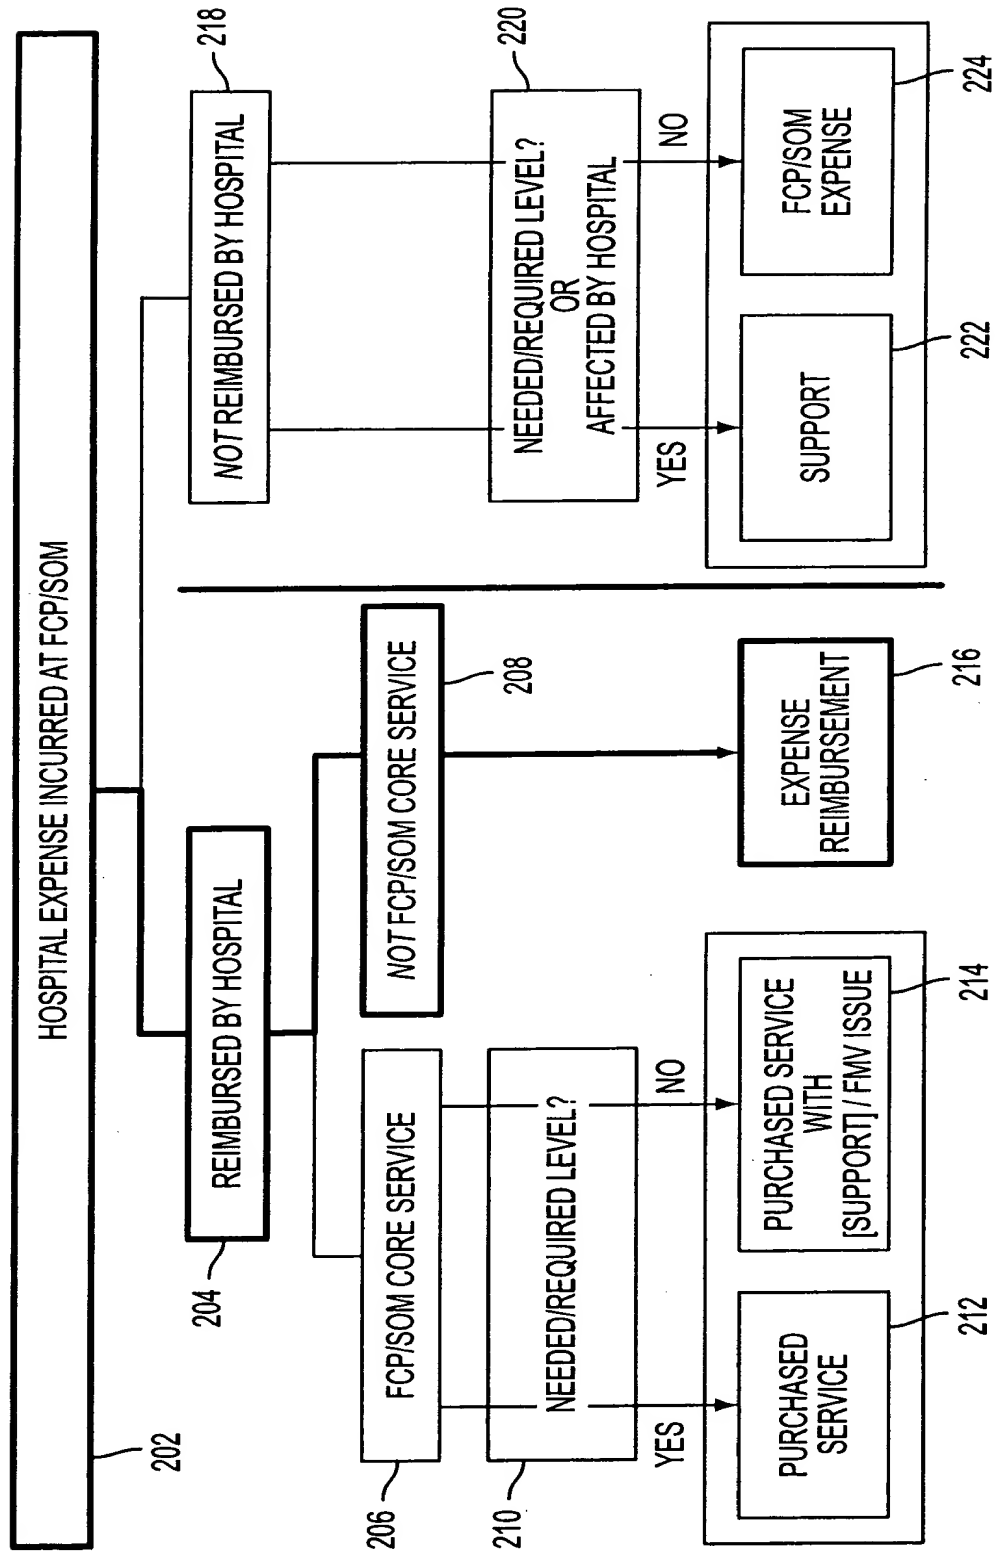 HOSPITAL EXPENSE INCURRED AT FCP/SOM
202
REIMBURSED BY HOSPITAL
204
NOT REIMBURSED BY HOSPITAL
218
FCP/SOM CORE SERVICE
206
NOT FCP/SOM CORE SERVICE
208
NEEDED/REQUIRED LEVEL?
210
NEEDED/REQUIRED LEVEL?
OR
AFFECTED BY HOSPITAL
220
YES
NO
YES
NO
PURCHASED
SERVICE
212
PURCHASED SERVICE
WITH
[SUPPORT] / FMV ISSUE
214
EXPENSE
REIMBURSEMENT
216
SUPPORT
222
FCP/SOM
EXPENSE
224